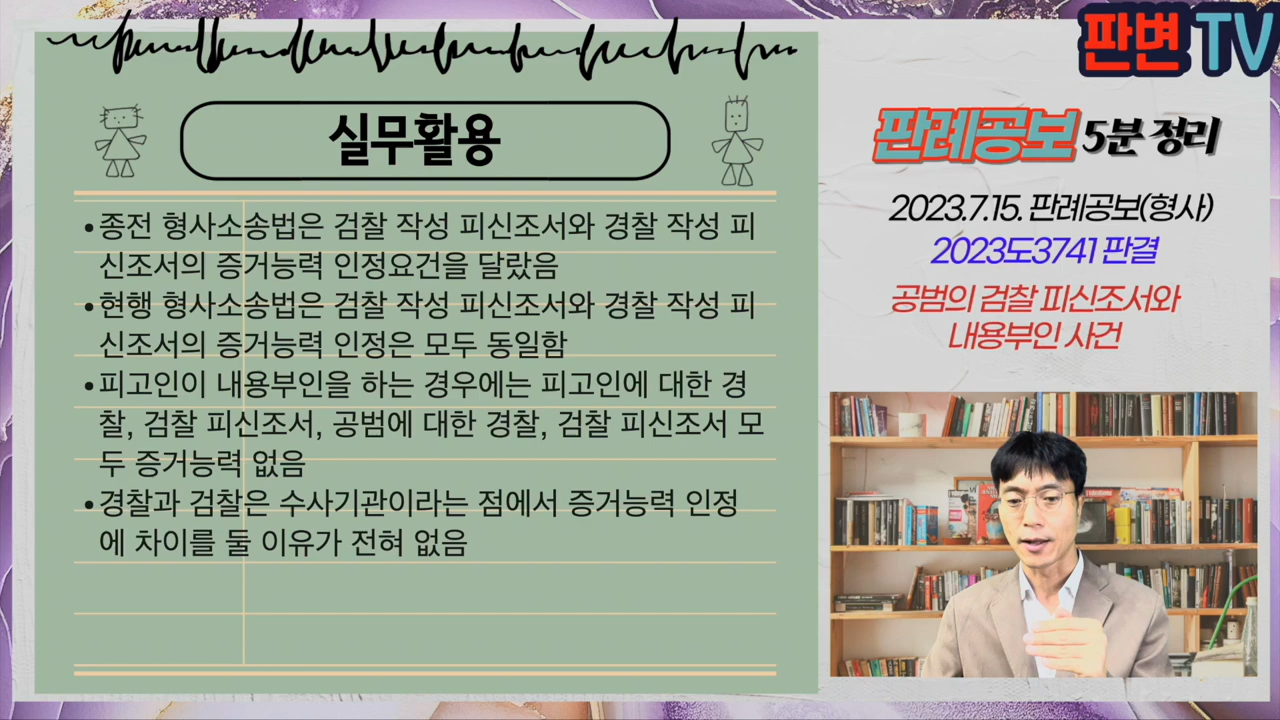 판변 TV
실무활용
•종전 형사소송법은 검찰 작성 피신조서와 경찰 작성 피
신조서의 증거능력 인정요건을 달랐음
•현행 형사소송법은 검찰 작성 피신조서와 경찰 작성 피
신조서의 증거능력 인정은 모두 동일함
•피고인이 내용부인을 하는 경우에는 피고인에 대한 경
찰, 검찰 피신조서, 공범에 대한 경찰, 검찰 피신조서 모
두 증거능력 없음
•경찰과 검찰은 수사기관이라는 점에서 증거능력 인정
에 차이를 둘 이유가 전혀 없음
판례공보 5분 정리
2023.7.15. 판례공보(형사)
2023도3741 판결
공범의 검찰 피신조서와
내용부인 사건